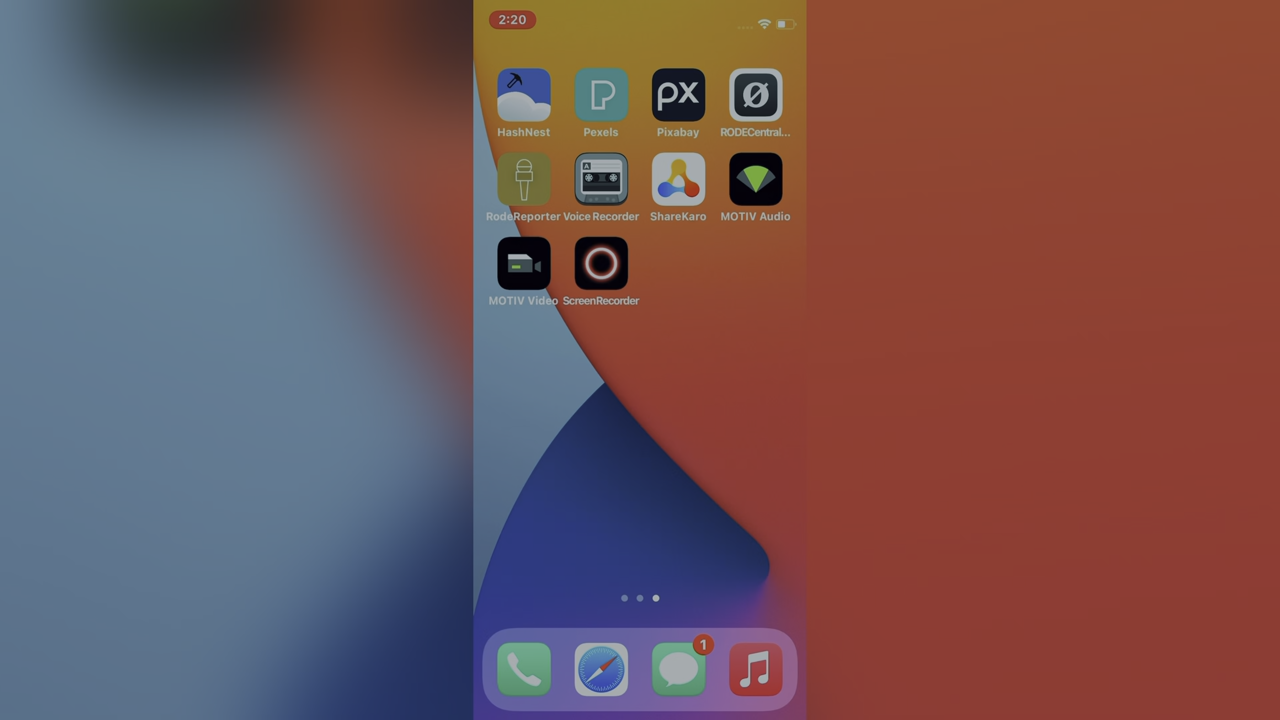 2:20
HashNest Pexels Pixabay RODECentral...
RodeReporter Voice Recorder ShareKaro MOTIV Audio
MOTIV Video ScreenRecorder
1